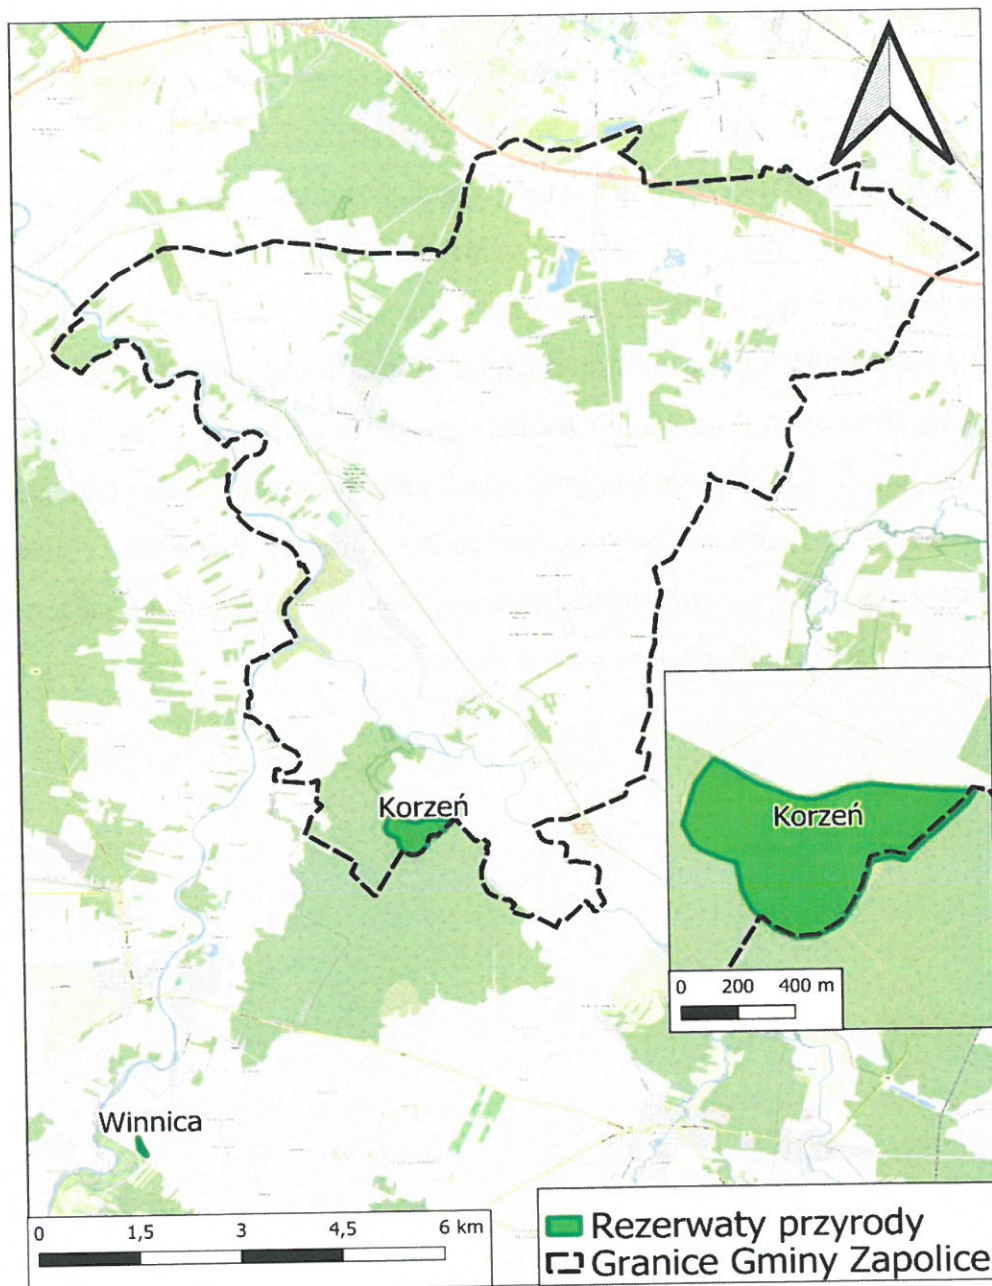 Korzeń
Korzeń
0 200 400 m
Winnica
0 1,5 3 4,5 6 km
Rezerwaty przyrody
Granice Gminy Zapolice